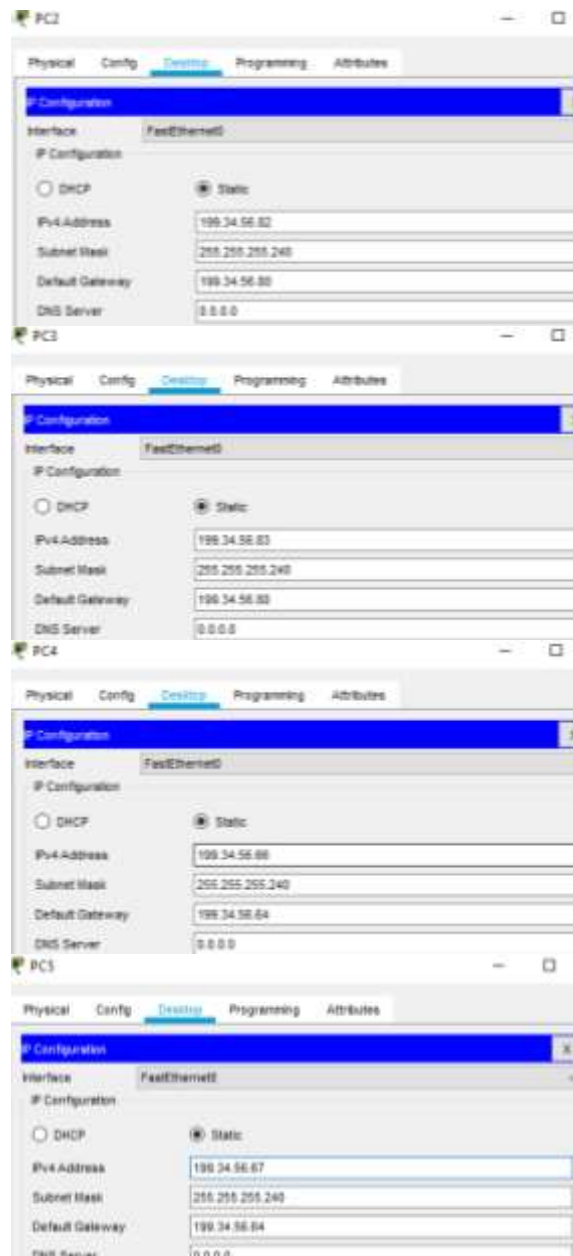 PC2
Physical Config Desktop Programming Attributes
IP Configuration
Interface FastEthernet0
IP Configuration
DHCP Static
IPv4 Address 199.34.56.82
Subnet Mask 255.255.255.240
Default Gateway 199.34.56.80
DNS Server 0.0.0.0
PC3
Physical Config Desktop Programming Attributes
IP Configuration
Interface FastEthernet0
IP Configuration
DHCP Static
IPv4 Address 199.34.56.83
Subnet Mask 255.255.255.240
Default Gateway 199.34.56.80
DNS Server 0.0.0.0
PC4
Physical Config Desktop Programming Attributes
IP Configuration
Interface FastEthernet0
IP Configuration
DHCP Static
IPv4 Address 199.34.56.66
Subnet Mask 255.255.255.240
Default Gateway 199.34.56.64
DNS Server 0.0.0.0
PC5
Physical Config Desktop Programming Attributes
IP Configuration X
Interface FastEthernet0
IP Configuration
DHCP Static
IPv4 Address 199.34.56.67
Subnet Mask 255.255.255.240
Default Gateway 199.34.56.64
DNS Server 0.0.0.0